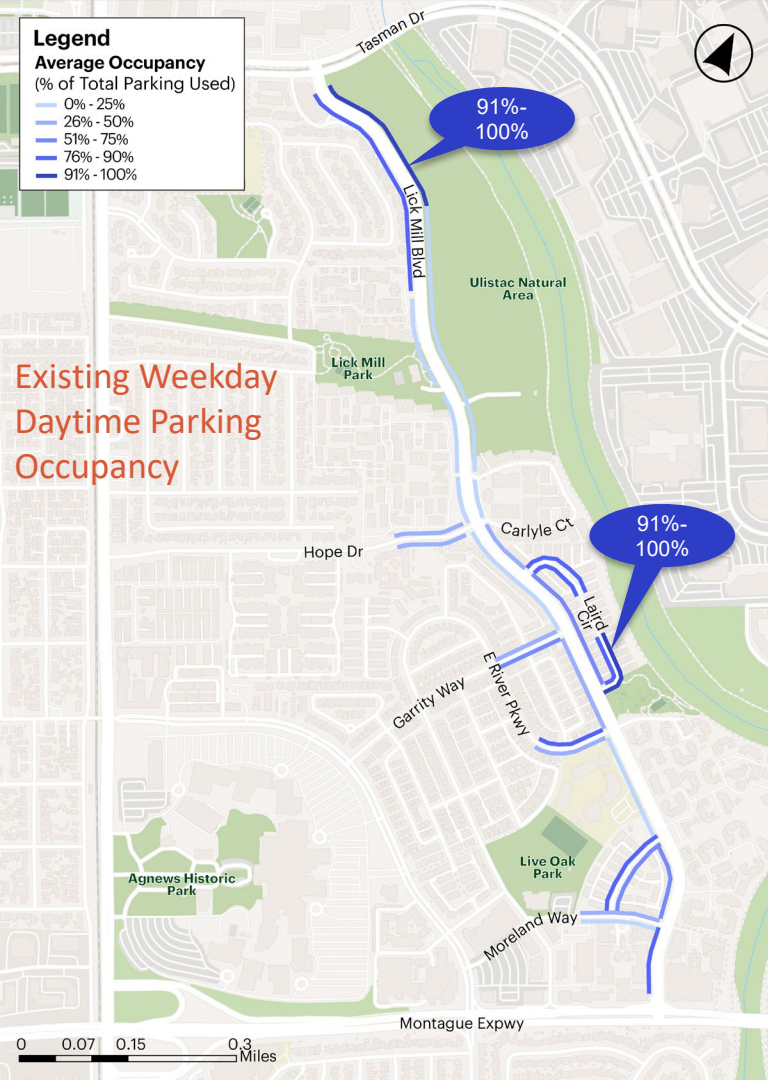 Legend
Average Occupancy
(% of Total Parking Used)
0% - 25%
26% - 50%
51% - 75%
76% - 90%
91% - 100%
Tasman Dr
91%-
100%
Lick Mill Blvd
Ulistac Natural
Area
Lick Mill
Park
Existing Weekday
Daytime Parking
Occupancy
Carlyle Ct
91%-
100%
Hope Dr
Laird
Cir
E River Pkwy
Garrity Way
Live Oak
Park
Agnews Historic
Park
Moreland Way
Montague Expwy
0 0.07 0.15 0.3
Miles